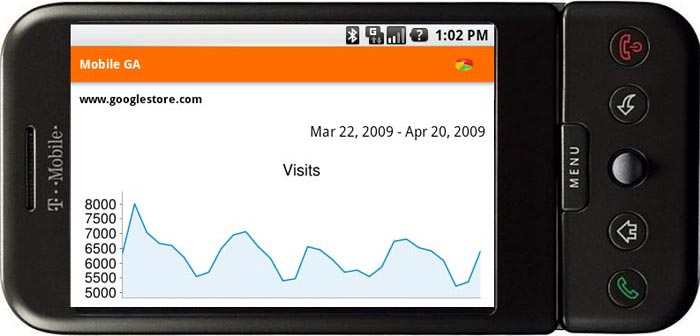 1:02 PM
Mobile GA
www.googlestore.com
Mar 22, 2009 - Apr 20, 2009
Visits
8000
7500
7000
6500
6000
5500
5000
T··Mobile·
MENU